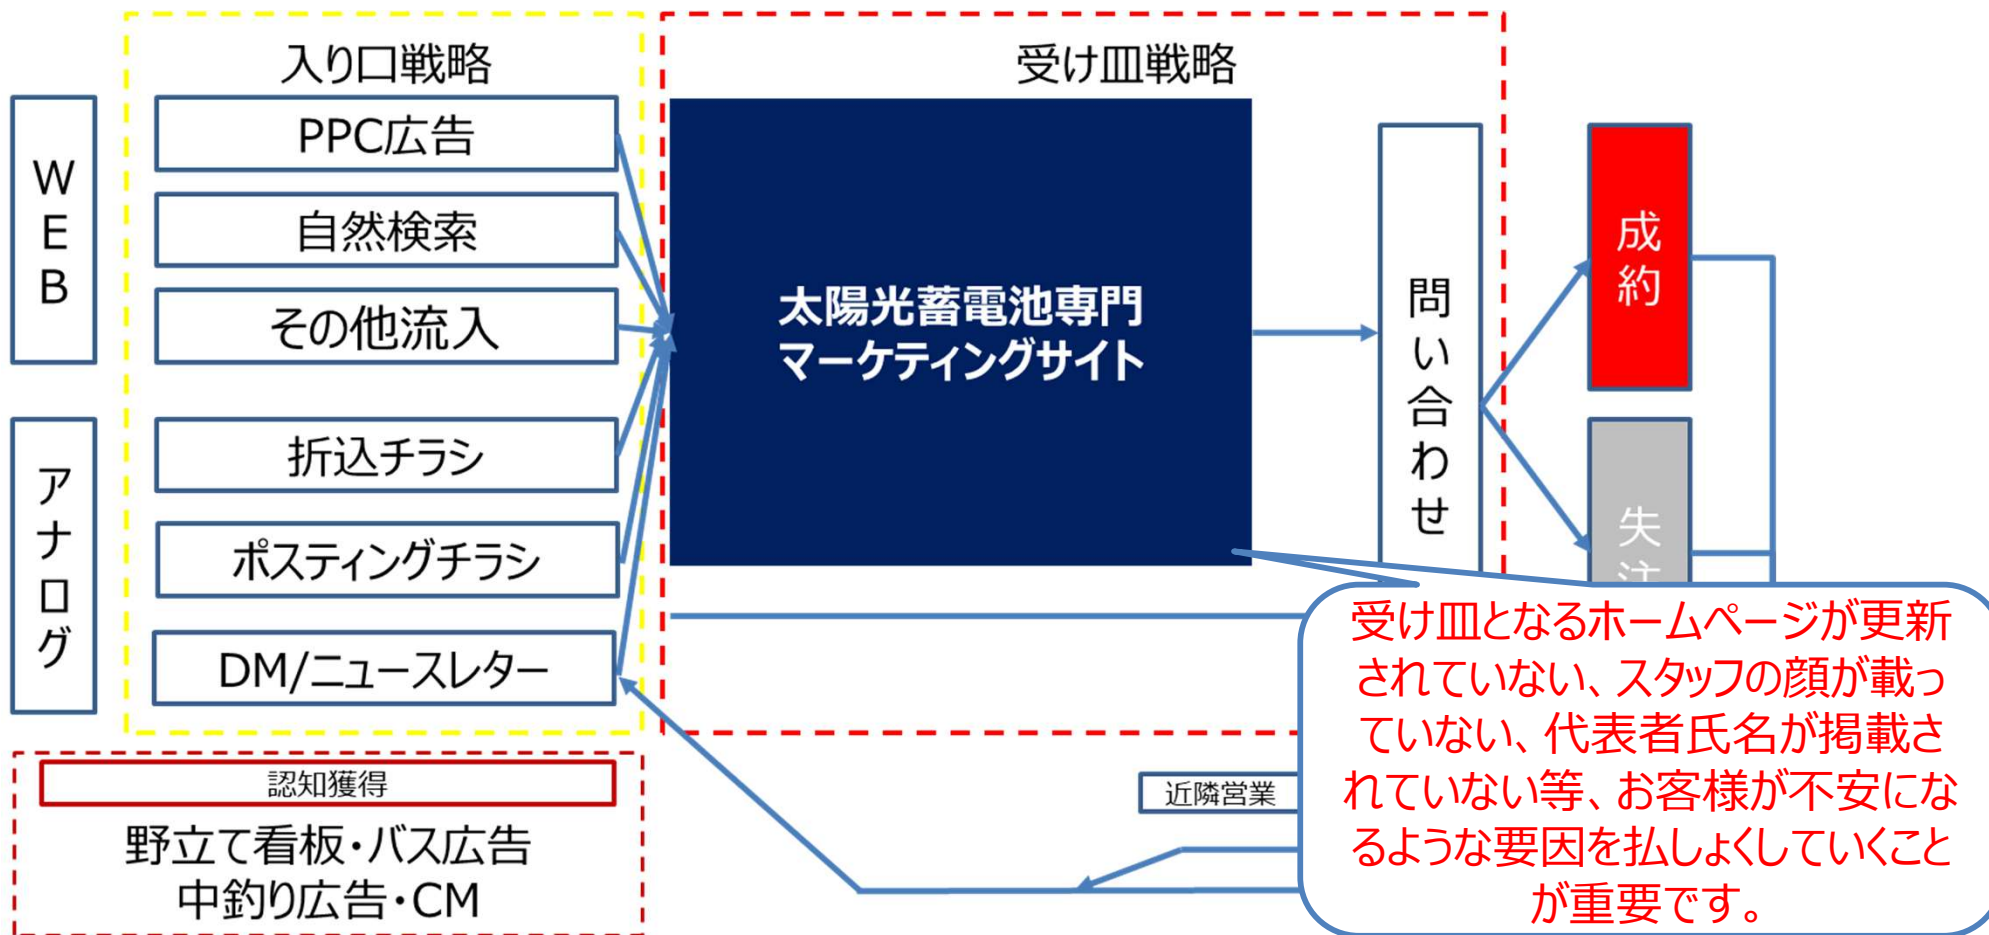 入り口戦略
受け皿戦略
WEB
PPC広告
自然検索
その他流入
アナログ
折込チラシ
ポスティングチラシ
DM/ニュースレター
太陽光蓄電池専門
マーケティングサイト
問い合わせ
成約
失注
認知獲得
野立て看板・バス広告
中釣り広告・CM
近隣営業
受け皿となるホームページが更新
されていない、スタッフの顔が載っ
ていない、代表者氏名が掲載さ
れていない等、お客様が不安にな
るような要因を払しょくしていくこと
が重要です。